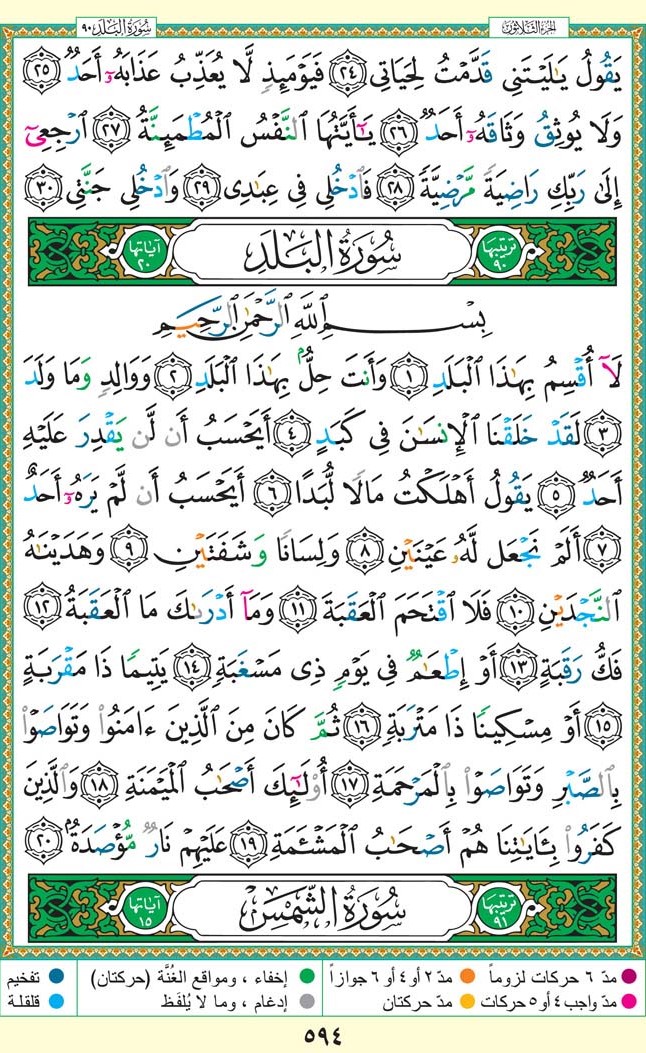 الجزء الثلاثون سورة البلد ٩٠
يَقُولُ يَٰلَيْتَنِى قَدَّمْتُ لِحَيَاتِى ٢٤ فَيَوْمَئِذٍ لَّا يُعَذِّبُ عَذَابَهُۥٓ أَحَدٌ ٢٥
وَلَا يُوثِقُ وَثَاقَهُۥٓ أَحَدٌ ٢٦ يَٰٓأَيَّتُهَا ٱلنَّفْسُ ٱلْمُطْمَئِنَّةُ ٢٧ ٱرْجِعِىٓ
إِلَىٰ رَبِّكِ رَاضِيَةً مَّرْضِيَّةً ٢٨ فَٱدْخُلِى فِى عِبَٰدِى ٢٩ وَٱدْخُلِى جَنَّتِى ٣٠
ترتيبها ٩٠ سُورَةُ البَلَدِ آياتها ٢٠
بِسْمِ ٱللَّهِ ٱلرَّحْمَٰنِ ٱلرَّحِيمِ
لَآ أُقْسِمُ بِهَٰذَا ٱلْبَلَدِ ١ وَأَنتَ حِلٌّۢ بِهَٰذَا ٱلْبَلَدِ ٢ وَوَالِدٍ وَمَا وَلَدَ
٣ لَقَدْ خَلَقْنَا ٱلْإِنسَٰنَ فِى كَبَدٍ ٤ أَيَحْسَبُ أَن لَّن يَقْدِرَ عَلَيْهِ
أَحَدٌ ٥ يَقُولُ أَهْلَكْتُ مَالًا لُّبَدًا ٦ أَيَحْسَبُ أَن لَّمْ يَرَهُۥٓ أَحَدٌ
٧ أَلَمْ نَجْعَل لَّهُۥ عَيْنَيْنِ ٨ وَلِسَانًا وَشَفَتَيْنِ ٩ وَهَدَيْنَٰهُ
ٱلنَّجْدَيْنِ ١٠ فَلَا ٱقْتَحَمَ ٱلْعَقَبَةَ ١١ وَمَآ أَدْرَىٰكَ مَا ٱلْعَقَبَةُ ١٢
فَكُّ رَقَبَةٍ ١٣ أَوْ إِطْعَٰمٌ فِى يَوْمٍ ذِى مَسْغَبَةٍ ١٤ يَتِيمًا ذَا مَقْرَبَةٍ
١٥ أَوْ مِسْكِينًا ذَا مَتْرَبَةٍ ١٦ ثُمَّ كَانَ مِنَ ٱلَّذِينَ ءَامَنُوا۟ وَتَوَاصَوْا۟
بِٱلصَّبْرِ وَتَوَاصَوْا۟ بِٱلْمَرْحَمَةِ ١٧ أُو۟لَٰٓئِكَ أَصْحَٰبُ ٱلْمَيْمَنَةِ ١٨ وَٱلَّذِينَ
كَفَرُوا۟ بِـَٔايَٰتِنَا هُمْ أَصْحَٰبُ ٱلْمَشْـَٔمَةِ ١٩ عَلَيْهِمْ نَارٌ مُّؤْصَدَةٌۢ ٢٠
ترتيبها ٩١ سُورَةُ الشَّمْسِ آياتها ١٥
مدّ ٦ حركات لزوماً مدّ ٢ أو ٤ أو ٦ جوازاً إخفاء ، ومواقع الغُنَّة (حركتان) تفخيم
مدّ واجب ٤ أو ٥ حركات مدّ حركتان إدغام ، وما لا يُلفَظ قلقلة
٥٩٤